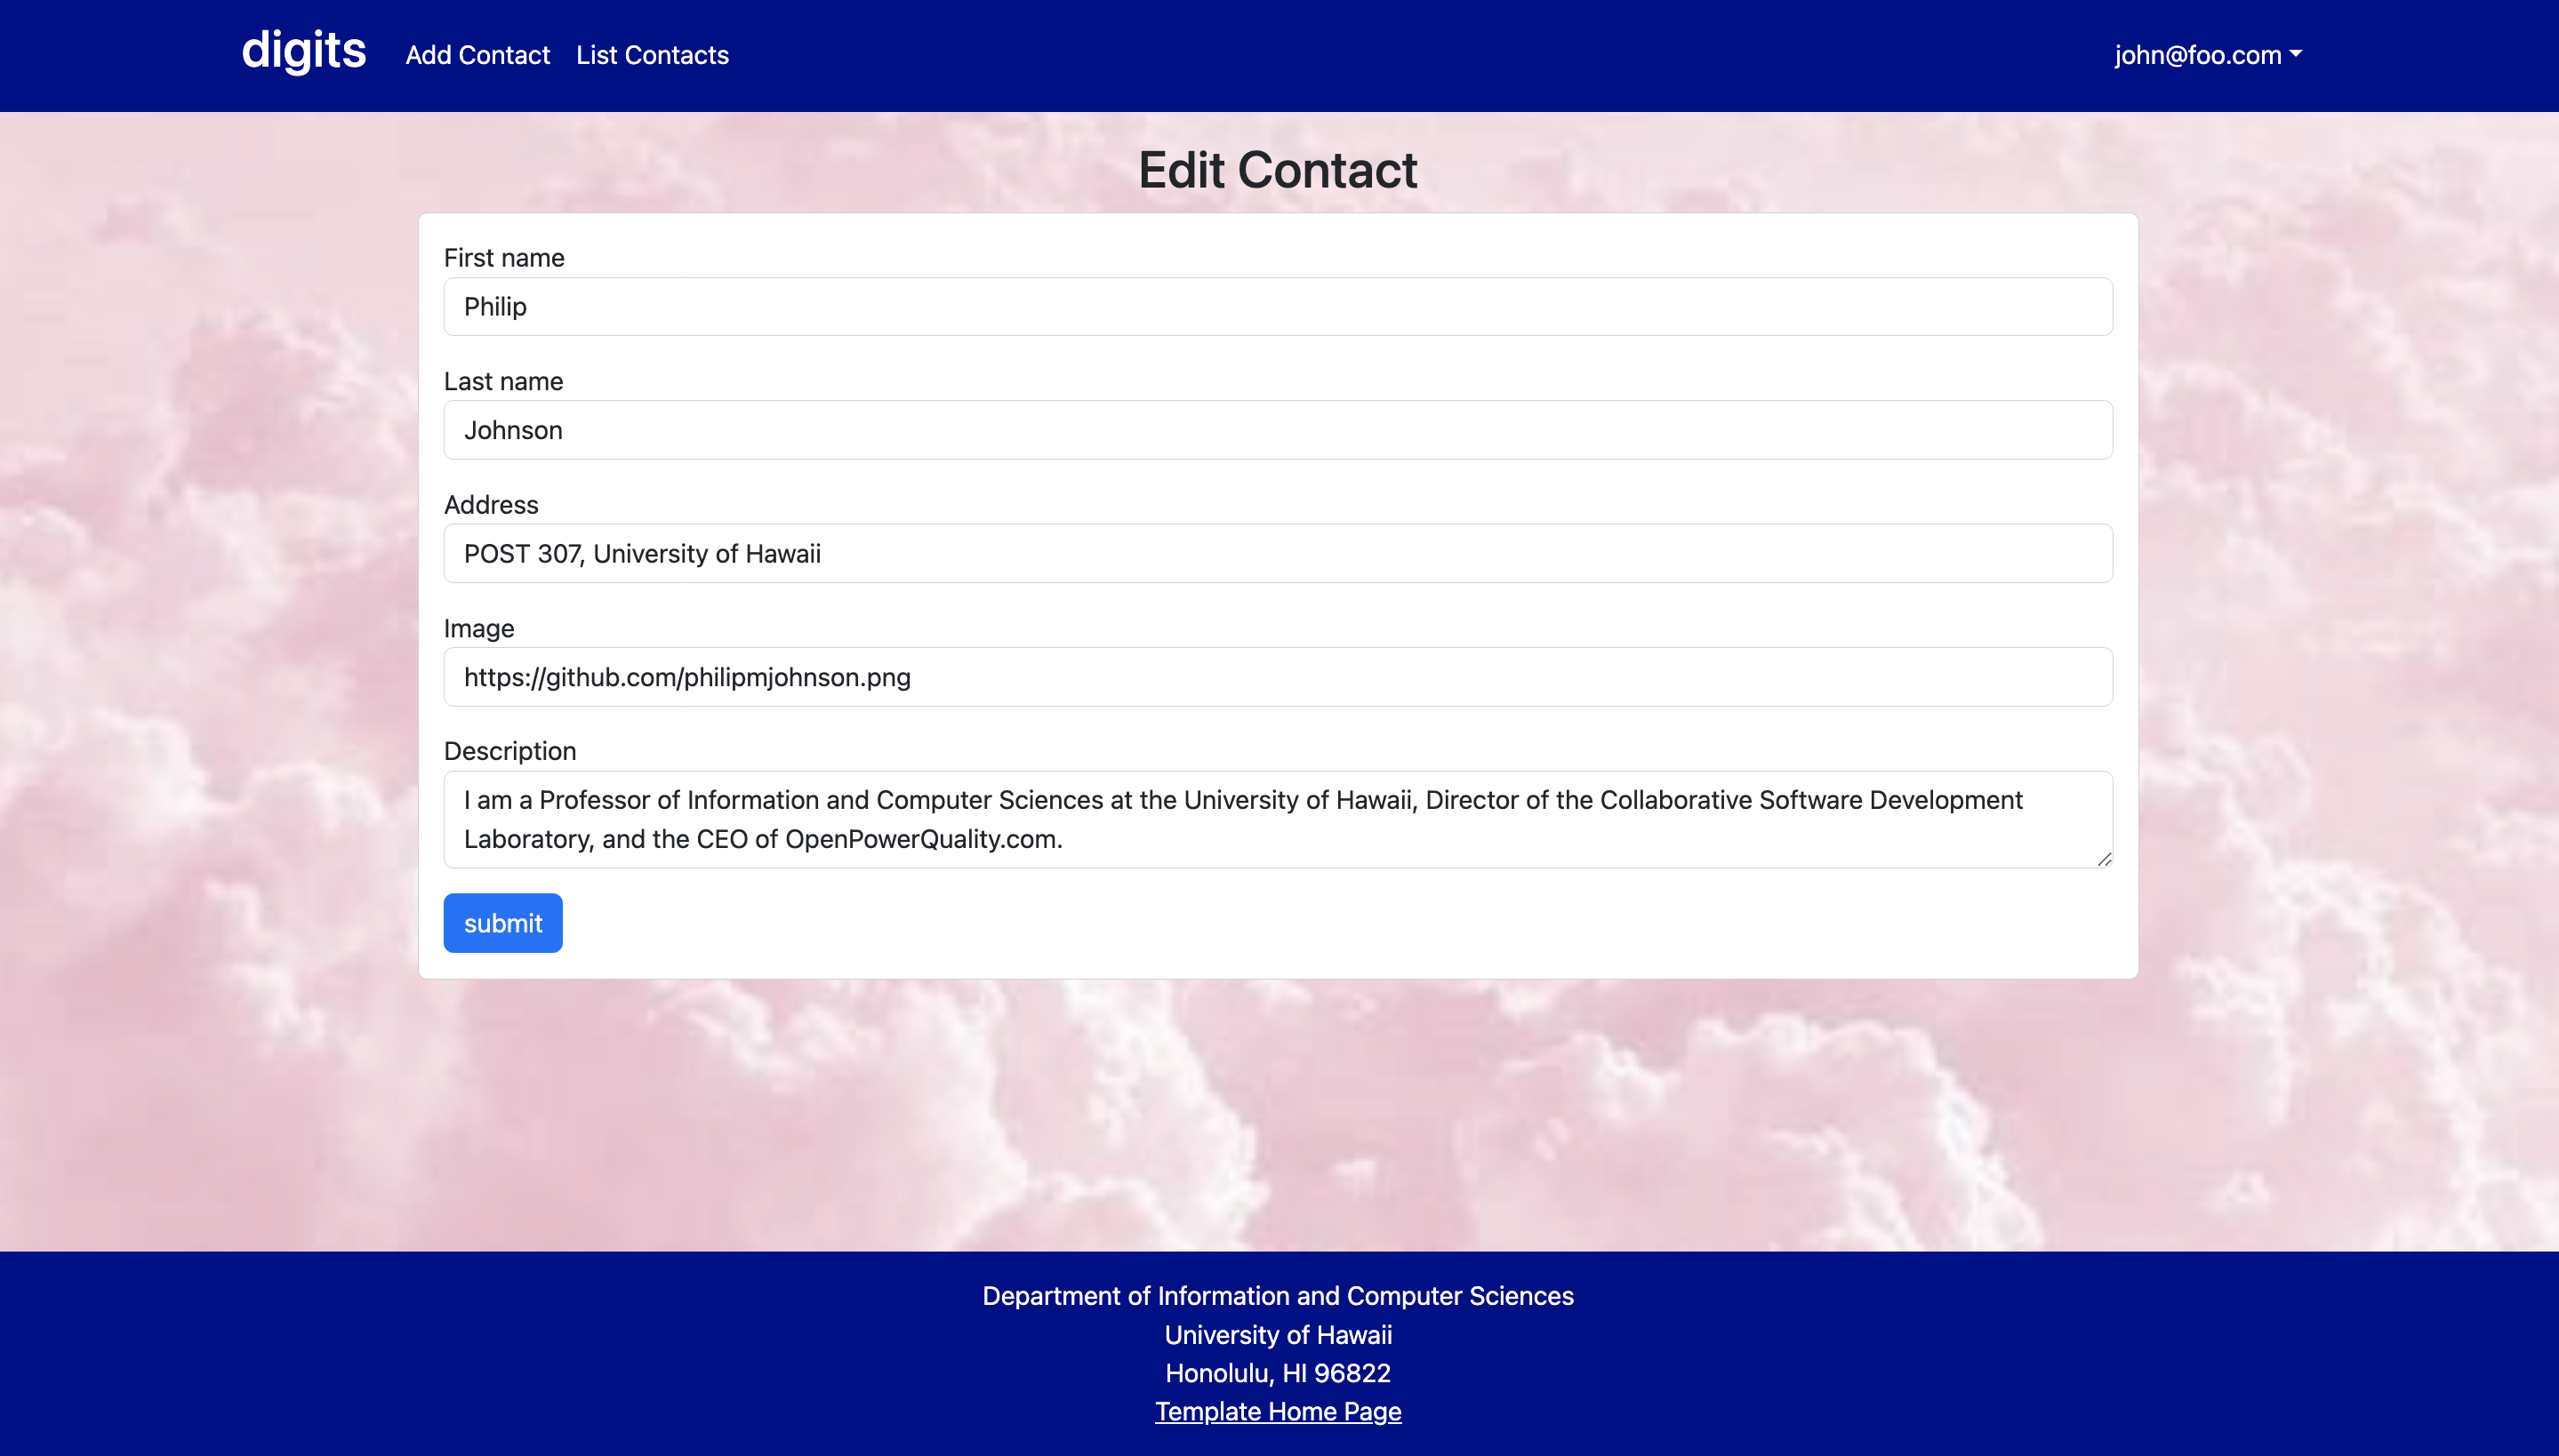 digits
Add Contact
List Contacts
john@foo.com
Edit Contact
First name
Philip
Last name
Johnson
Address
POST 307, University of Hawaii
Image
https://github.com/philipmjohnson.png
Description
I am a Professor of Information and Computer Sciences at the University of Hawaii, Director of the Collaborative Software Development
Laboratory, and the CEO of OpenPowerQuality.com.
submit
Department of Information and Computer Sciences
University of Hawaii
Honolulu, HI 96822
Template Home Page